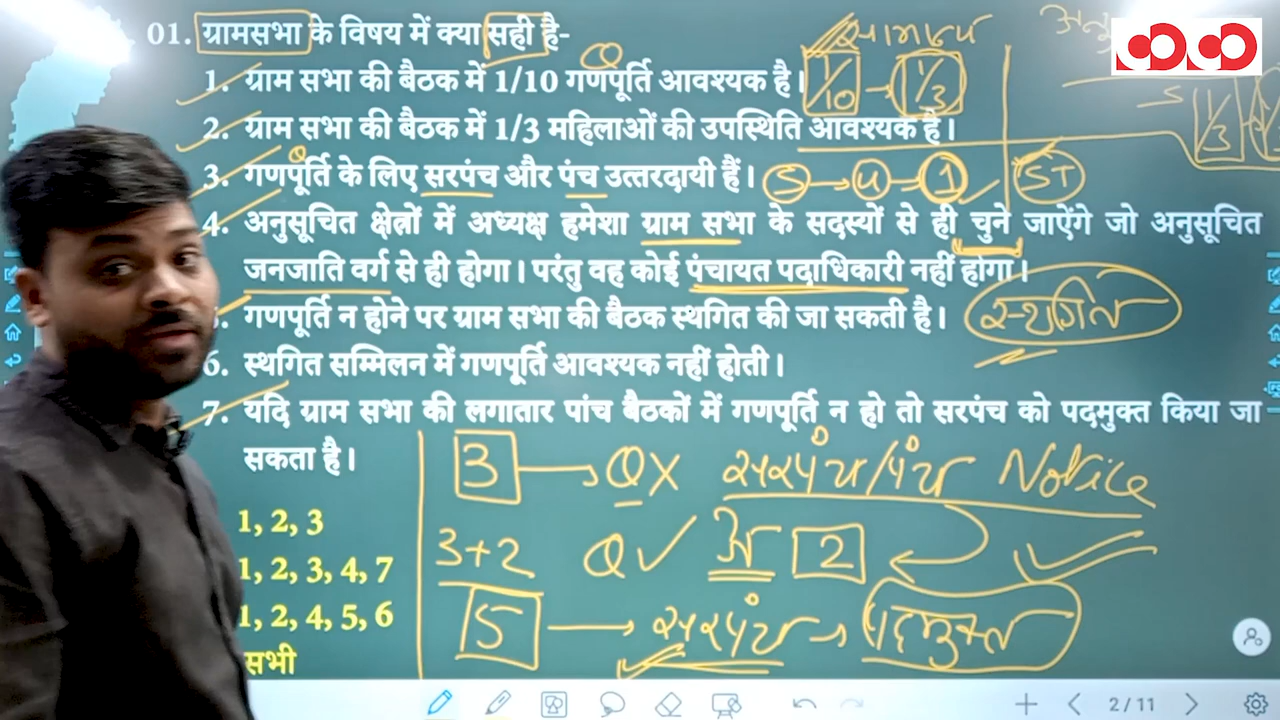 01. ग्रामसभा के विषय में क्या सही है-
सामान्य
1. ग्राम सभा की बैठक में 1/10 गणपूर्ति आवश्यक है।
Q
1/10 → 1/3
1/3
2. ग्राम सभा की बैठक में 1/3 महिलाओं की उपस्थिति आवश्यक है।
3. गणपूर्ति के लिए सरपंच और पंच उत्तरदायी हैं।
Q
S → U → 1
ST
4. अनुसूचित क्षेत्रों में अध्यक्ष हमेशा ग्राम सभा के सदस्यों से ही चुने जाऐंगे जो अनुसूचित
जनजाति वर्ग से ही होगा। परंतु वह कोई पंचायत पदाधिकारी नहीं होगा।
गणपूर्ति न होने पर ग्राम सभा की बैठक स्थगित की जा सकती है।
स्थगित
6. स्थगित सम्मिलन में गणपूर्ति आवश्यक नहीं होती।
7. यदि ग्राम सभा की लगातार पांच बैठकों में गणपूर्ति न हो तो सरपंच को पदमुक्त किया जा
सकता है।
3 → Q X सरपंच/पंच Notice
1, 2, 3
3+2 Q ✓ अ 2
1, 2, 3, 4, 7
1, 2, 4, 5, 6
5 → सरपंच → पदमुक्त
सभी
2 / 11